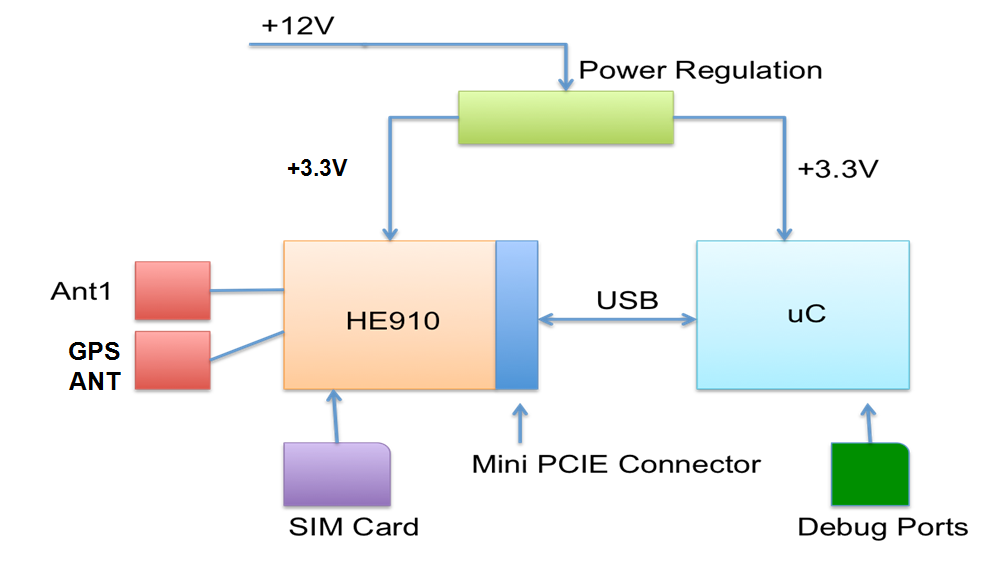 +12V
Power Regulation
+3.3V
+3.3V
Ant1
HE910
USB
uC
GPS
ANT
Mini PCIE Connector
SIM Card
Debug Ports